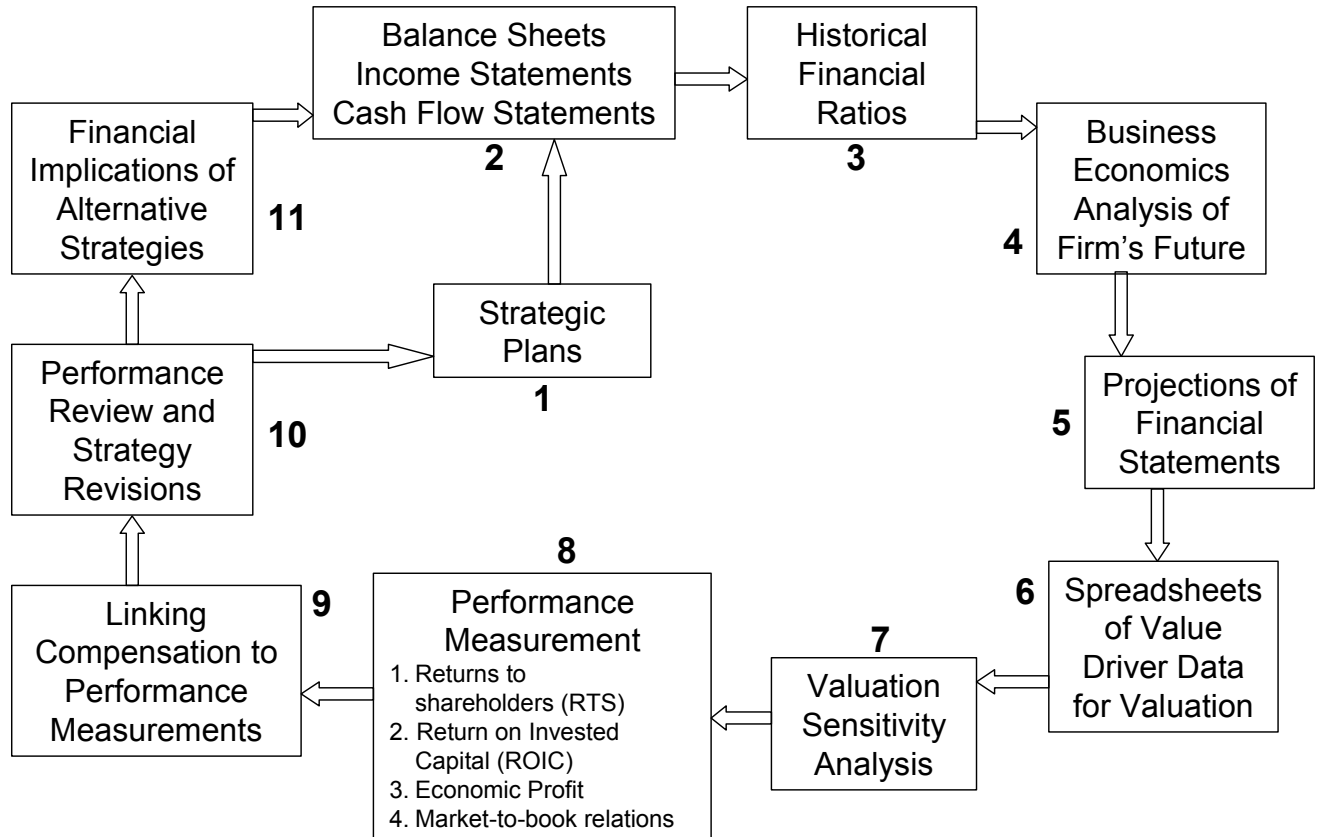 Strategic
Plans
1
Balance Sheets
Income Statements
Cash Flow Statements
2
Historical
Financial
Ratios
3
Business
Economics
Analysis of
Firm’s Future
4
Projections of
Financial
Statements
5
Spreadsheets
of Value
Driver Data
for Valuation
6
Valuation
Sensitivity
Analysis
7
Performance
Measurement
1. Returns to
shareholders (RTS)
2. Return on Invested
Capital (ROIC)
3. Economic Profit
4. Market-to-book relations
8
Linking
Compensation to
Performance
Measurements
9
Performance
Review and
Strategy
Revisions
10
Financial
Implications of
Alternative
Strategies
11